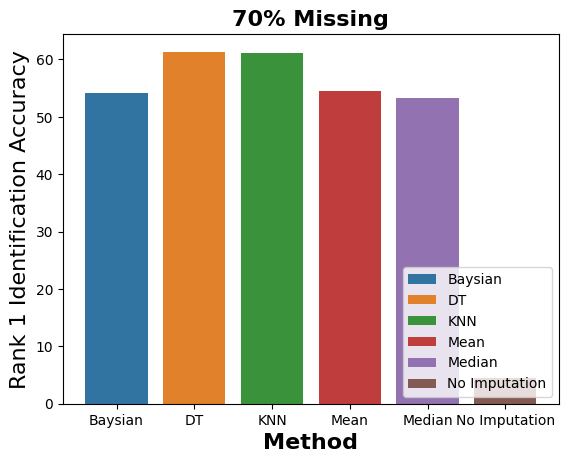 70% Missing
Rank 1 Identification Accuracy
60
50
40
30
20
10
0
Baysian
DT
KNN
Mean
Median
No Imputation
Baysian DT KNN Mean Median No Imputation
Method